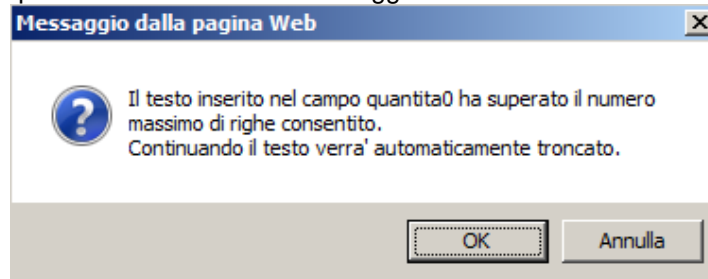 Messaggio dalla pagina Web
Il testo inserito nel campo quantita0 ha superato il numero
massimo di righe consentito.
Continuando il testo verra' automaticamente troncato.
OK
Annulla